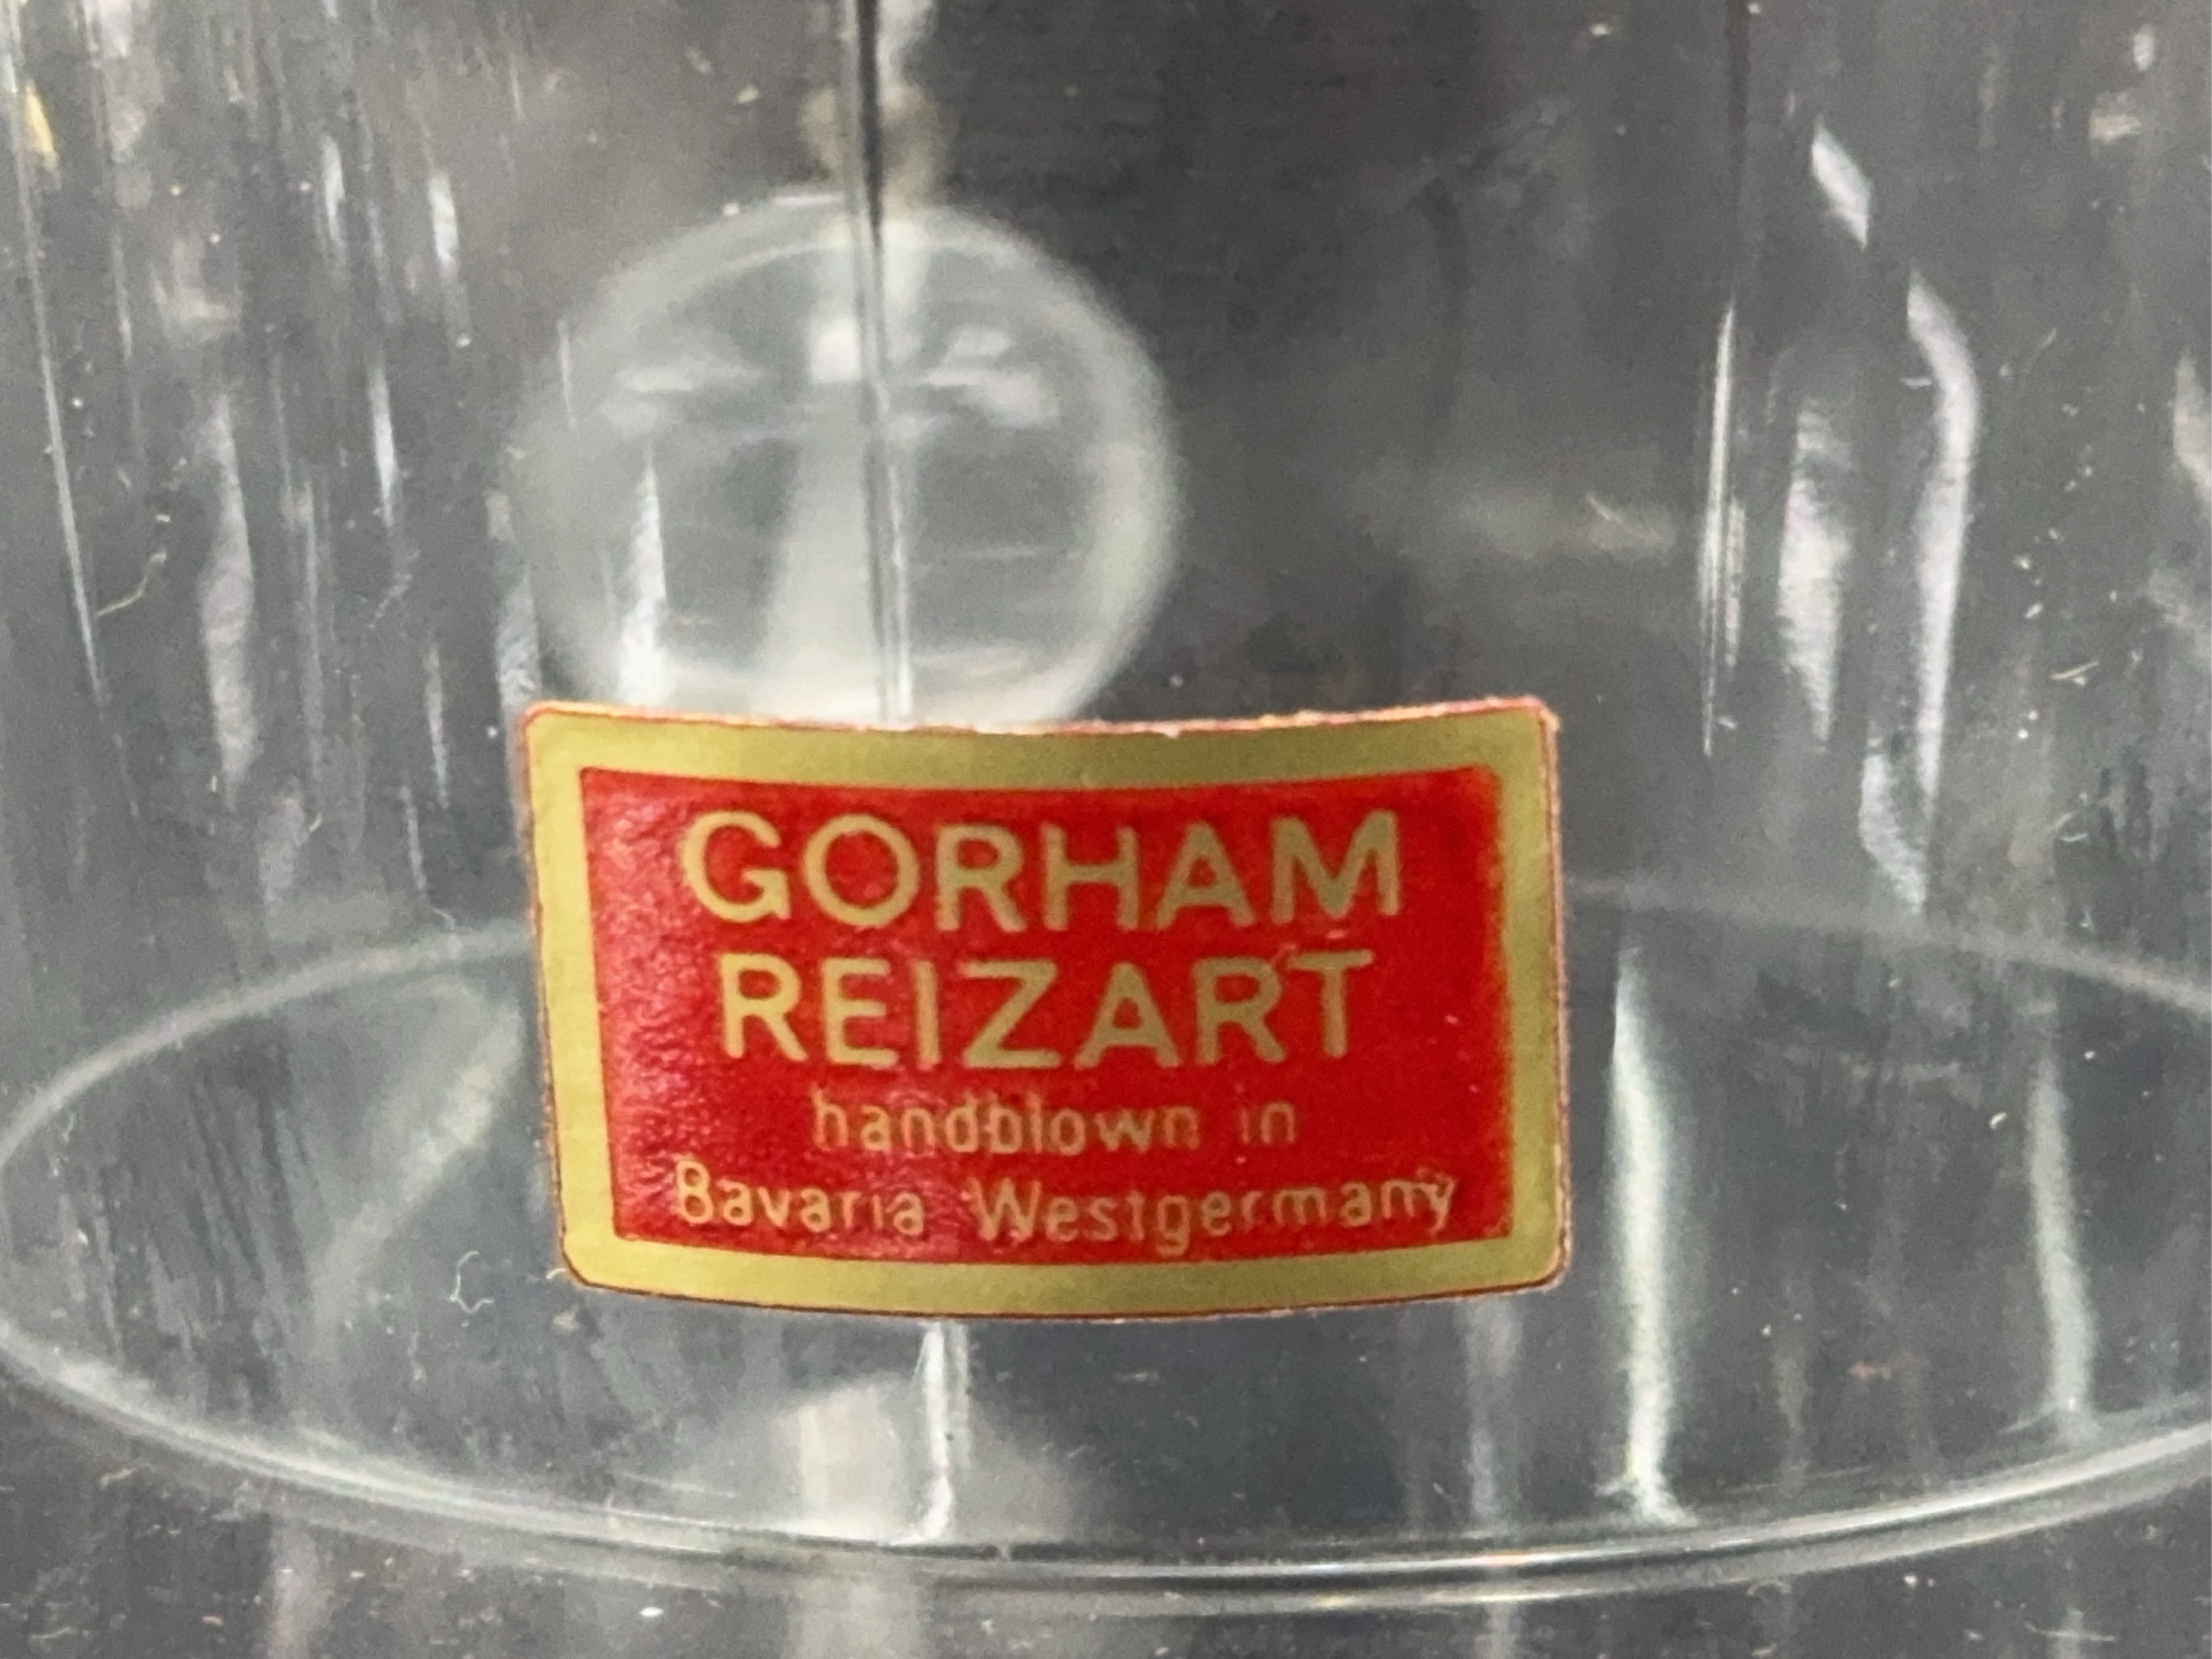 GORHAM
REIZART
handblown in
Bavaria Westgermany